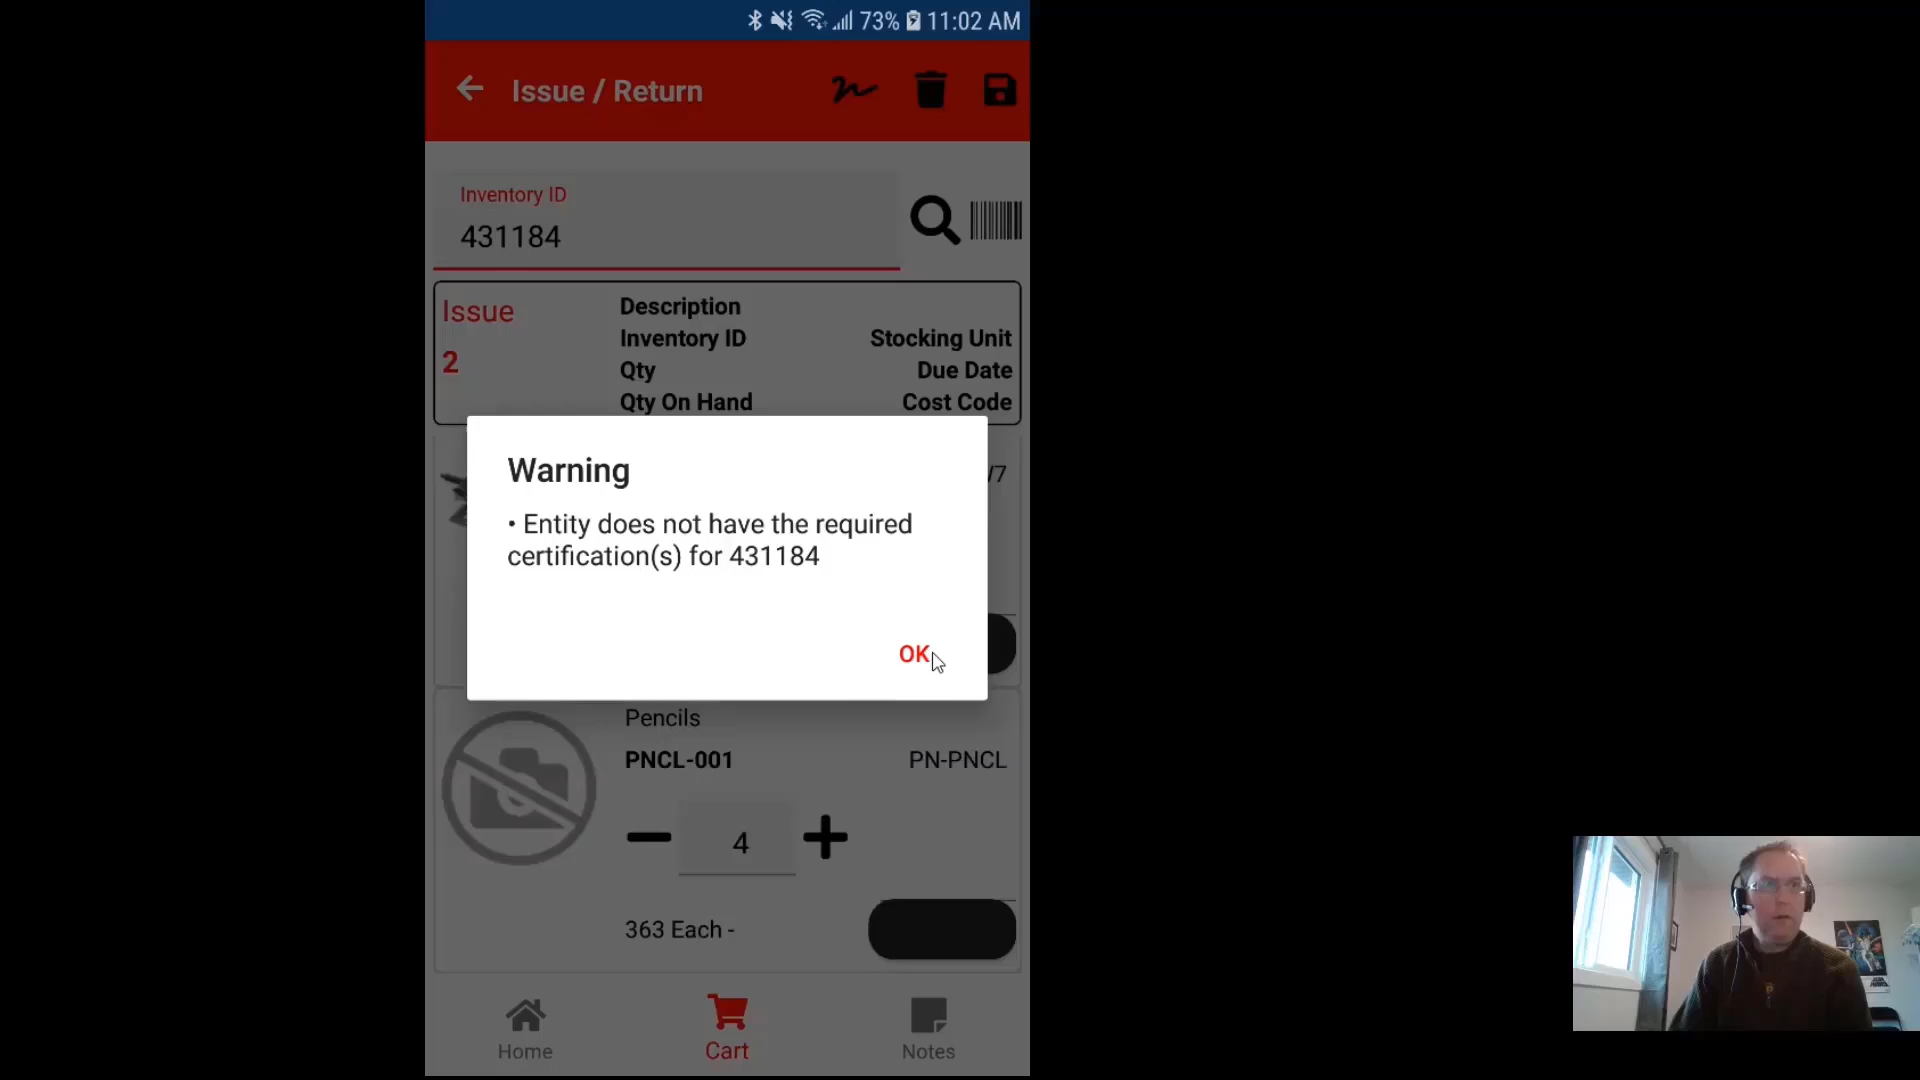 73% 11:02 AM
Issue / Return
Inventory ID
431184
Issue
2
Description
Inventory ID Stocking Unit
Qty Due Date
Qty On Hand Cost Code
/7
Warning
• Entity does not have the required
certification(s) for 431184
OK
Pencils
PNCL-001 PN-PNCL
4
363 Each -
Home Cart Notes